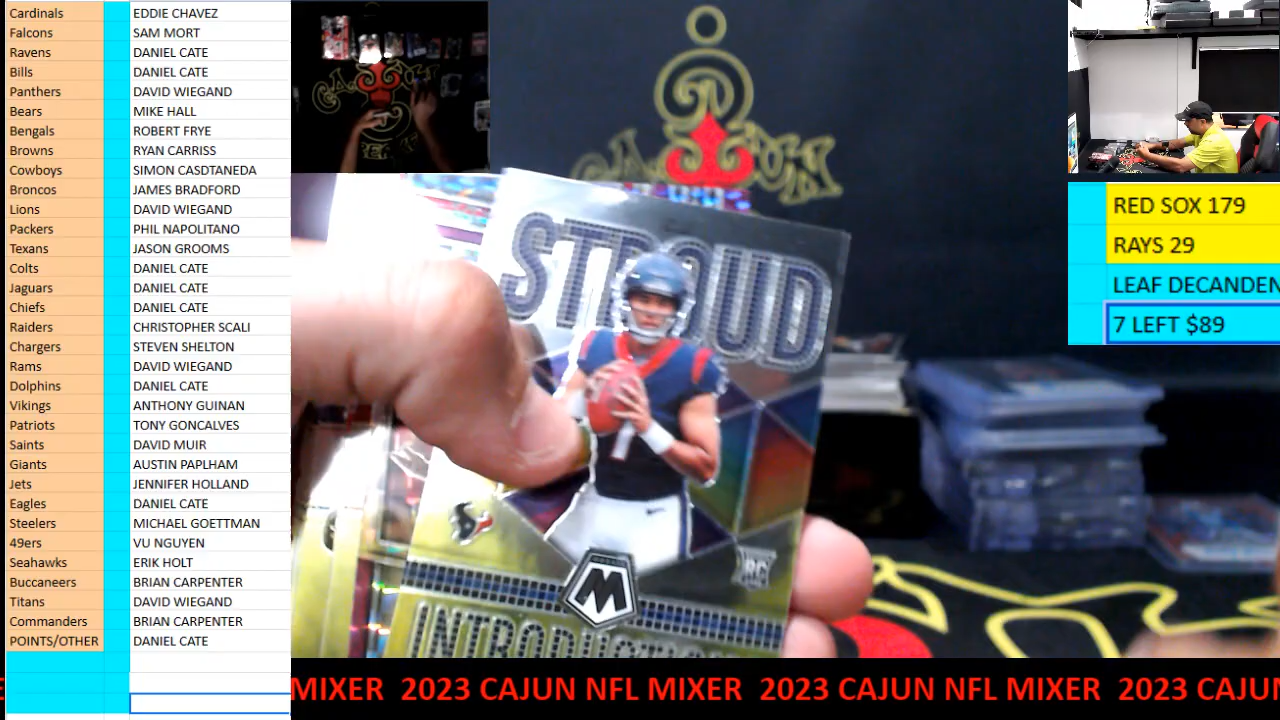 Cardinals EDDIE CHAVEZ
Falcons SAM MORT
Ravens DANIEL CATE
Bills DANIEL CATE
Panthers DAVID WIEGAND
Bears MIKE HALL
Bengals ROBERT FRYE
Browns RYAN CARRISS
Cowboys SIMON CASDTANEDA
Broncos JAMES BRADFORD
Lions DAVID WIEGAND
Packers PHIL NAPOLITANO
Texans JASON GROOMS
Colts DANIEL CATE
Jaguars DANIEL CATE
Chiefs DANIEL CATE
Raiders CHRISTOPHER SCALI
Chargers STEVEN SHELTON
Rams DAVID WIEGAND
Dolphins DANIEL CATE
Vikings ANTHONY GUINAN
Patriots TONY GONCALVES
Saints DAVID MUIR
Giants AUSTIN PAPLHAM
Jets JENNIFER HOLLAND
Eagles DANIEL CATE
Steelers MICHAEL GOETTMAN
49ers VU NGUYEN
Seahawks ERIK HOLT
Buccaneers BRIAN CARPENTER
Titans DAVID WIEGAND
Commanders BRIAN CARPENTER
POINTS/OTHER DANIEL CATE
CAJUN
STROUD
RC
M
RED SOX 179
RAYS 29
LEAF DECANDEN
7 LEFT $89
MIXER 2023 CAJUN NFL MIXER 2023 CAJUN NFL MIXER 2023 CAJU